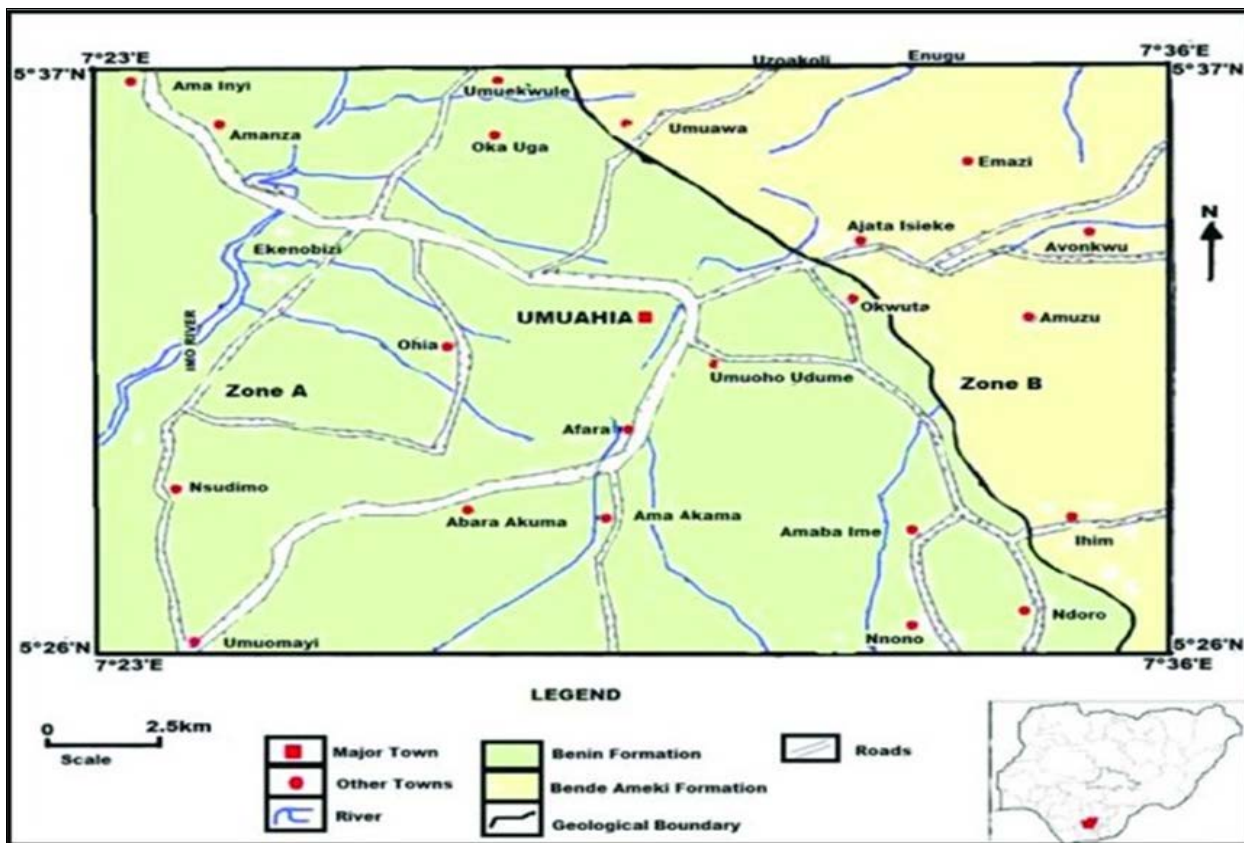 7°23'E
7°36'E
5°37'N
5°37'N
Uzoakoli
Enugu
Ama Inyi
Umuekwule
Amanza
Oka Uga
Umuawa
Emazi
N
Ekenobizi
Ajata Isieke
Avonkwu
IMO RIVER
UMUAHIA
Okwuta
Amuzu
Ohia
Umuoho Udume
Zone A
Zone B
Afara
Nsudimo
Abara Akuma
Ama Akama
Amaba Ime
Ihim
Umuomayi
Nnono
Ndoro
5°26'N
5°26'N
7°23'E
7°36'E
LEGEND
0
2.5km
Scale
Major Town
Benin Formation
Roads
Other Towns
Bende Ameki Formation
River
Geological Boundary